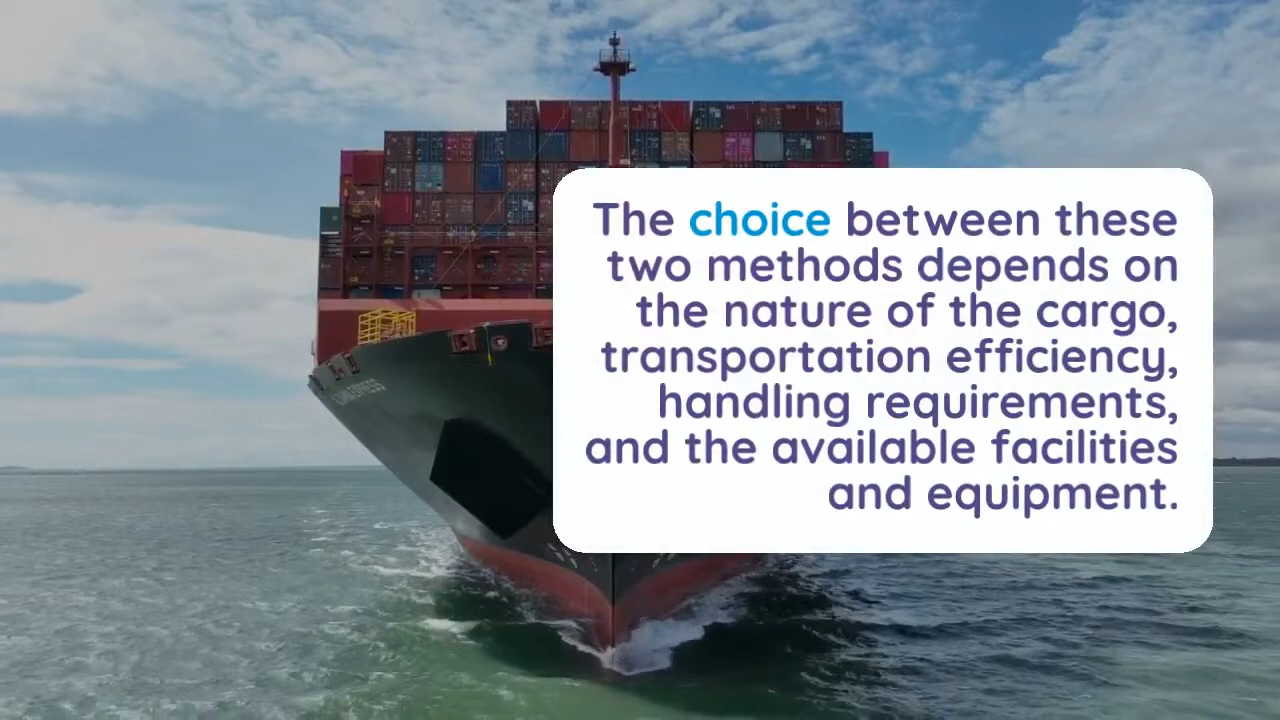 The choice between these
two methods depends on
the nature of the cargo,
transportation efficiency,
handling requirements,
and the available facilities
and equipment.